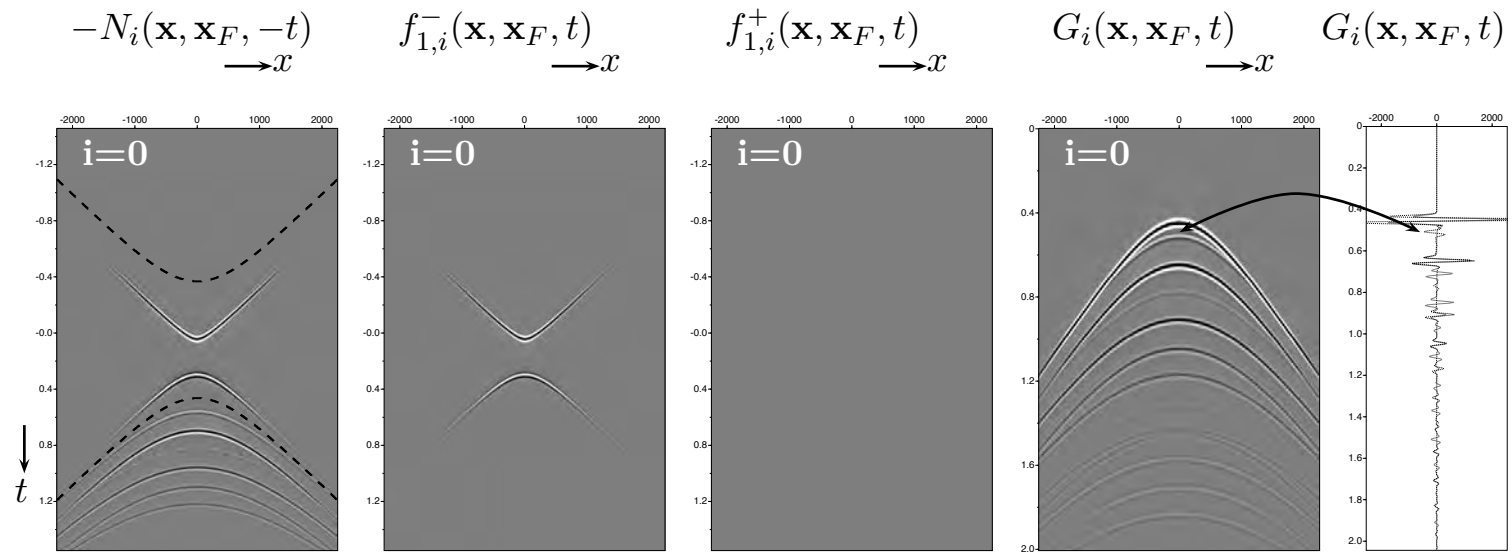 −N_i(x, x_F, −t) f⁻_{1,i}(x, x_F, t) f⁺_{1,i}(x, x_F, t) G_i(x, x_F, t) G_i(x, x_F, t)
x x x x
-2000 -1000 0 1000 2000 -2000 -1000 0 1000 2000 -2000 -1000 0 1000 2000 -2000 -1000 0 1000 2000 -2000 0 2000
i=0 i=0 i=0 i=0
-1.2 -1.2 -1.2 0 0
-0.8 -0.8 -0.8 0.4 0.2
-0.4 -0.4 -0.4 0.8 0.4
-0.0 -0.0 -0.0 1.2 0.6
0.4 0.4 0.4 1.6 0.8
0.8 0.8 0.8 2.0 1.0
1.2 1.2 1.2 1.2
1.4
1.6
1.8
2.0
t